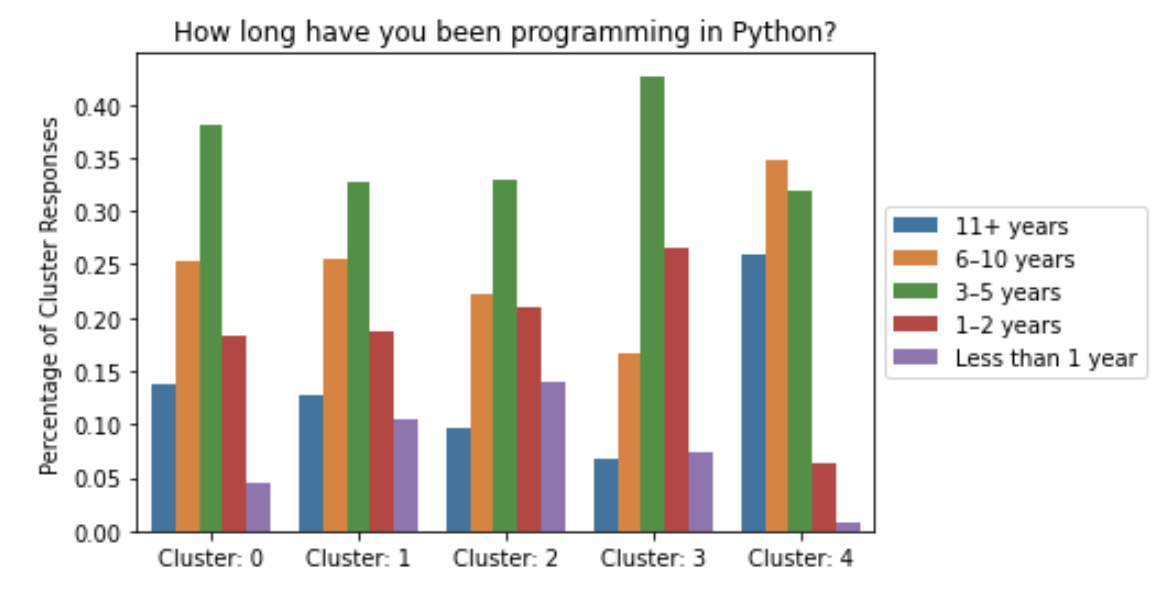 How long have you been programming in Python?
Percentage of Cluster Responses
0.40
0.35
0.30
0.25
0.20
0.15
0.10
0.05
0.00
Cluster: 0
Cluster: 1
Cluster: 2
Cluster: 3
Cluster: 4
11+ years
6–10 years
3–5 years
1–2 years
Less than 1 year